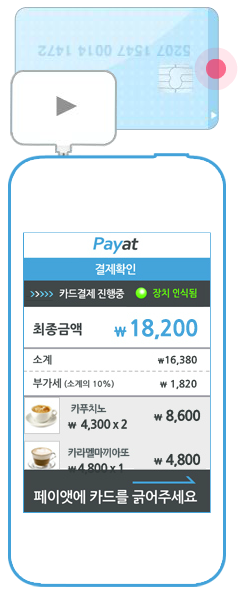 5207 1547 0014 1472
Payat
결제확인
>>>>> 카드결제 진행중 장치 인식됨
최종금액 ₩ 18,200
소계 ₩16,380
부가세 (소계의 10%) ₩ 1,820
카푸치노
₩ 4,300 x 2 ₩ 8,600
카라멜마끼아또
₩ 4,800 x 1 ₩ 4,800
페이앳에 카드를 긁어주세요